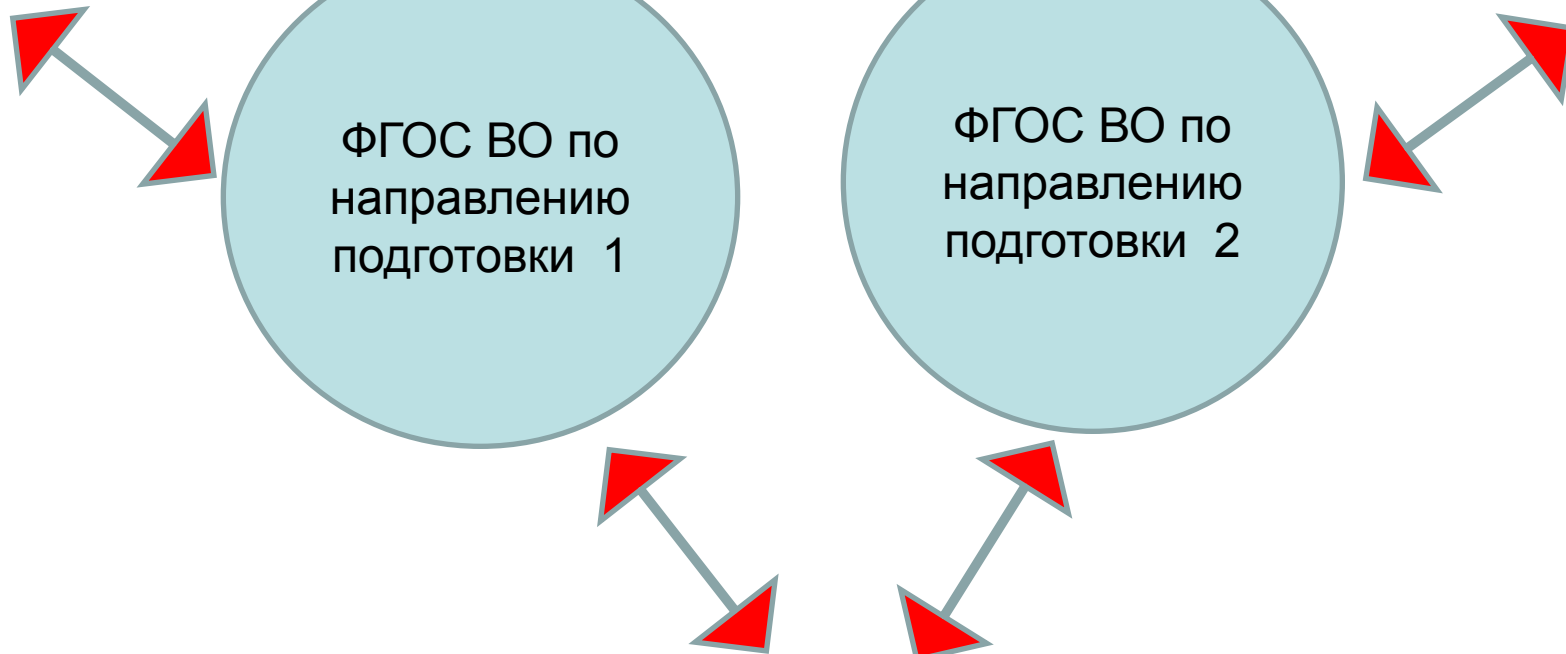 ФГОС ВО по
направлению
подготовки 1
ФГОС ВО по
направлению
подготовки 2